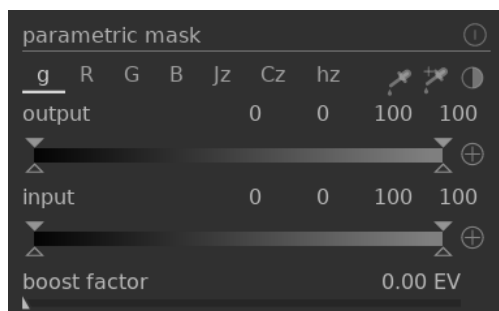 parametric mask
g R G B Jz Cz hz
output 0 0 100 100
input 0 0 100 100
boost factor 0.00 EV